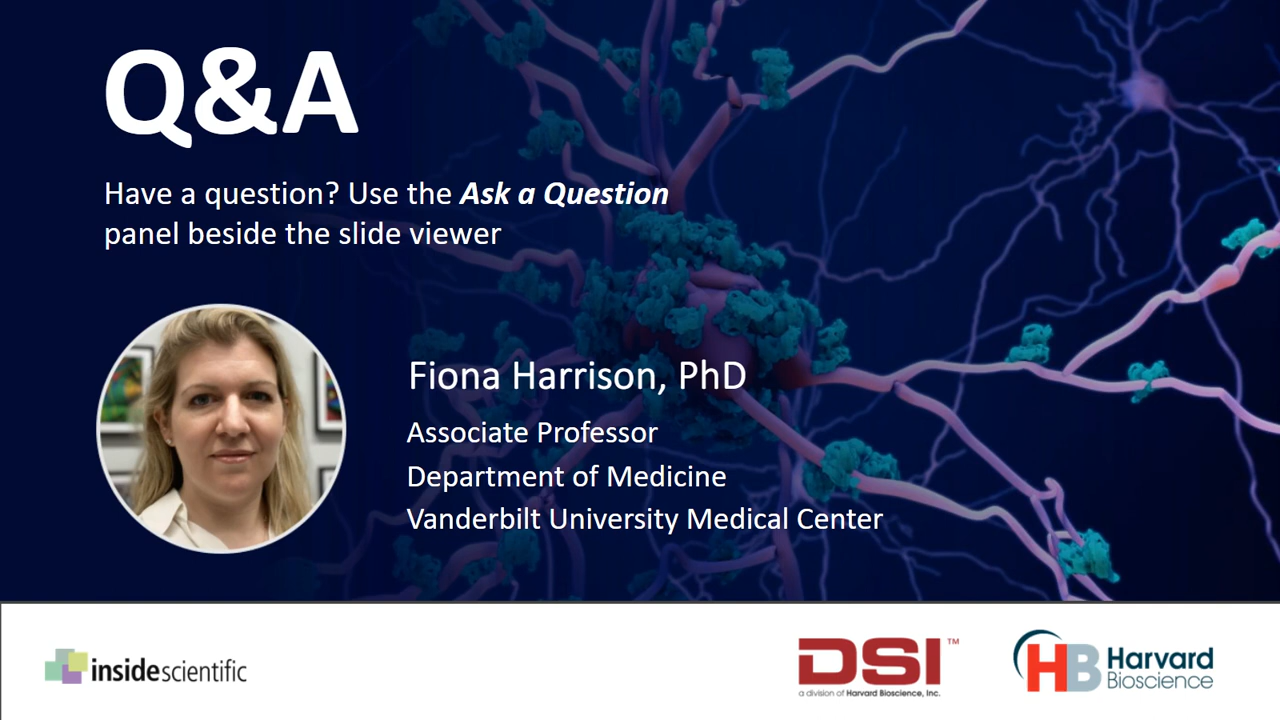 Q&A
Have a question? Use the Ask a Question
panel beside the slide viewer
Fiona Harrison, PhD
Associate Professor
Department of Medicine
Vanderbilt University Medical Center
insidescientific
DSI™
a division of Harvard Bioscience, Inc.
HB Harvard
Bioscience